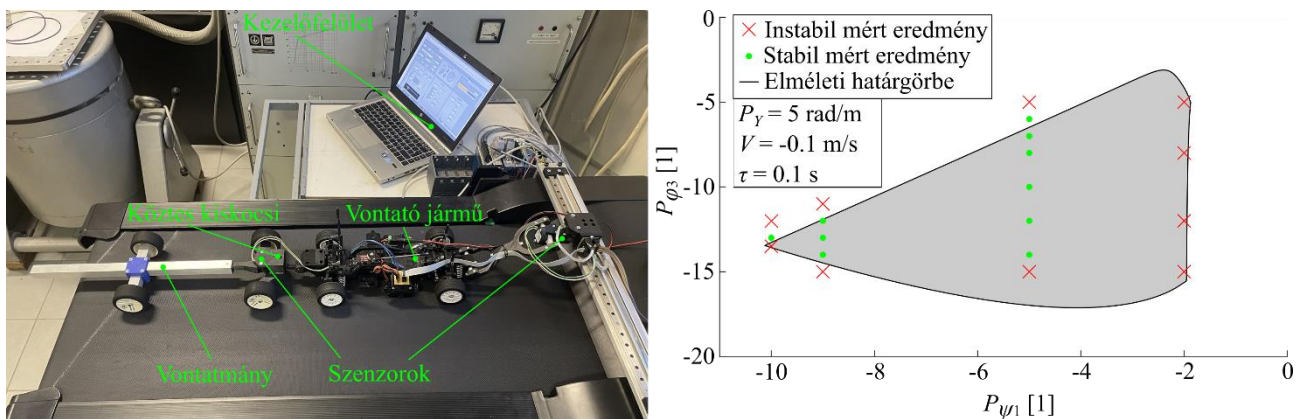 Kezelőfelület
Köztes kiskocsi
Vontató jármű
Vontatmány
Szenzorok
0
-5
-10
-15
-20
P_φ3 [1]
Instabil mért eredmény
Stabil mért eredmény
Elméleti határgörbe
P_Y = 5 rad/m
V = -0.1 m/s
τ = 0.1 s
-10
-8
-6
-4
-2
0
P_ψ1 [1]